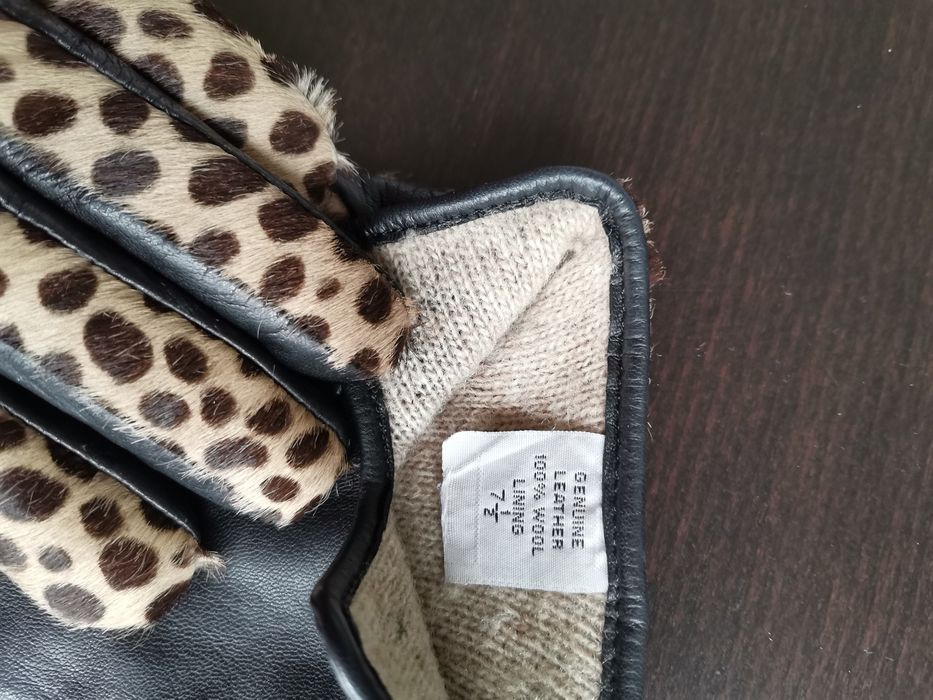 GENUINE
LEATHER
100% WOOL
LINING
7 1/2